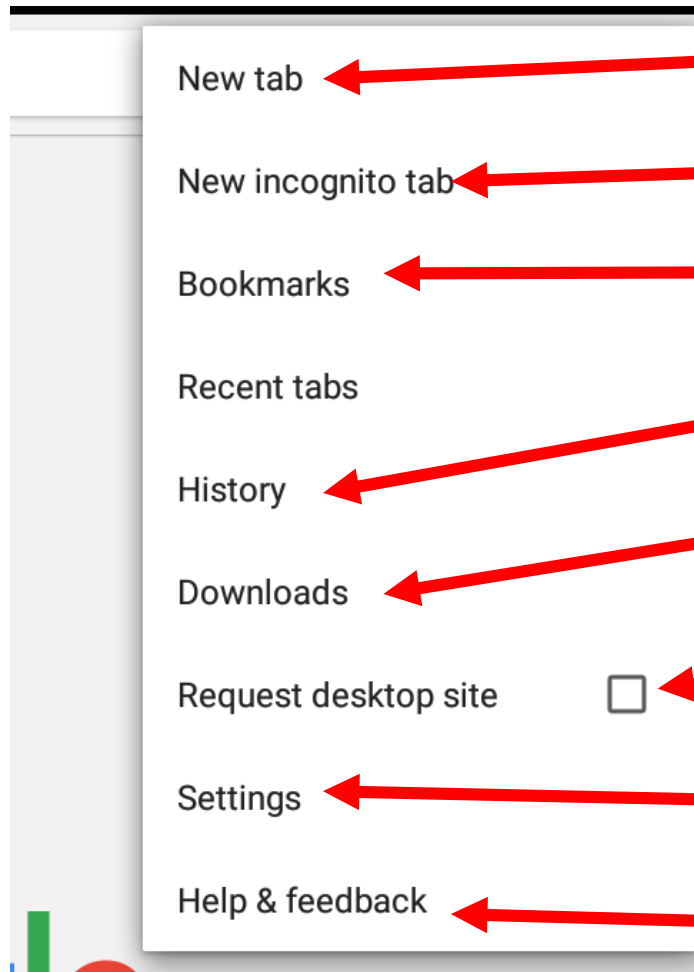 New tab
New incognito tab
Bookmarks
Recent tabs
History
Downloads
Request desktop site
Settings
Help & feedback